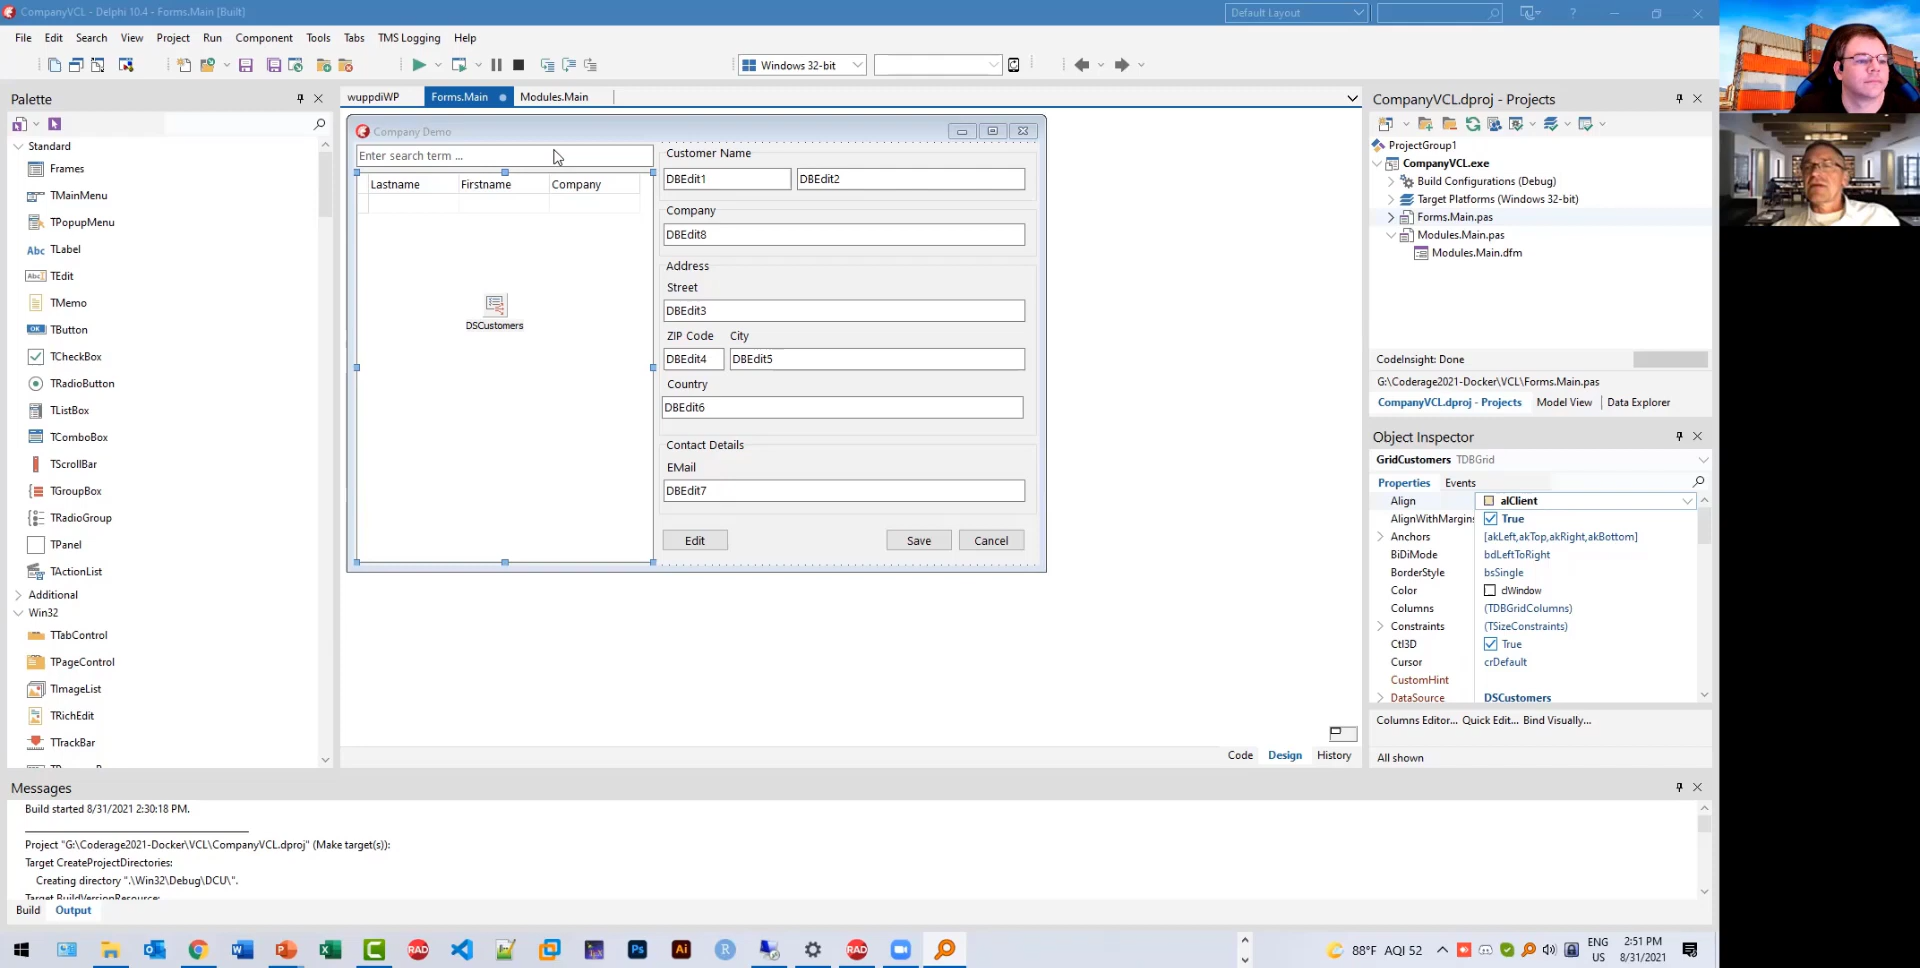 CompanyVCL - Delphi 10.4 - Forms.Main [Built]
Default Layout
File Edit Search View Project Run Component Tools Tabs TMS Logging Help
Windows 32-bit
Palette
Standard
Frames
TMainMenu
TPopupMenu
Abc TLabel
TEdit
TMemo
OK TButton
TCheckBox
TRadioButton
TListBox
TComboBox
TScrollBar
TGroupBox
TRadioGroup
TPanel
TActionList
Additional
Win32
TTabControl
TPageControl
TImageList
TRichEdit
TTrackBar
wuppdiWP Forms.Main Modules.Main
Company Demo
Enter search term ...
Lastname Firstname Company
DSCustomers
Customer Name
DBEdit1 DBEdit2
Company
DBEdit8
Address
Street
DBEdit3
ZIP Code City
DBEdit4 DBEdit5
Country
DBEdit6
Contact Details
EMail
DBEdit7
Edit Save Cancel
Code Design History
CompanyVCL.dproj - Projects
ProjectGroup1
CompanyVCL.exe
Build Configurations (Debug)
Target Platforms (Windows 32-bit)
Forms.Main.pas
Modules.Main.pas
Modules.Main.dfm
CodeInsight: Done
G:\Coderage2021-Docker\VCL\Forms.Main.pas
CompanyVCL.dproj - Projects Model View Data Explorer
Object Inspector
GridCustomers TDBGrid
Properties Events
Align alClient
AlignWithMargins True
Anchors [akLeft,akTop,akRight,akBottom]
BiDiMode bdLeftToRight
BorderStyle bsSingle
Color clWindow
Columns (TDBGridColumns)
Constraints (TSizeConstraints)
Ctl3D True
Cursor crDefault
CustomHint
DataSource DSCustomers
Columns Editor... Quick Edit... Bind Visually...
All shown
Messages
Build started 8/31/2021 2:30:18 PM.
Project "G:\Coderage2021-Docker\VCL\CompanyVCL.dproj" (Make target(s)):
Target CreateProjectDirectories:
Creating directory ".\Win32\Debug\DCU\".
Target BuildVersionResource:
Build Output
RAD Ps Ai R RAD
88°F AQI 52
ENG
US
2:51 PM
8/31/2021